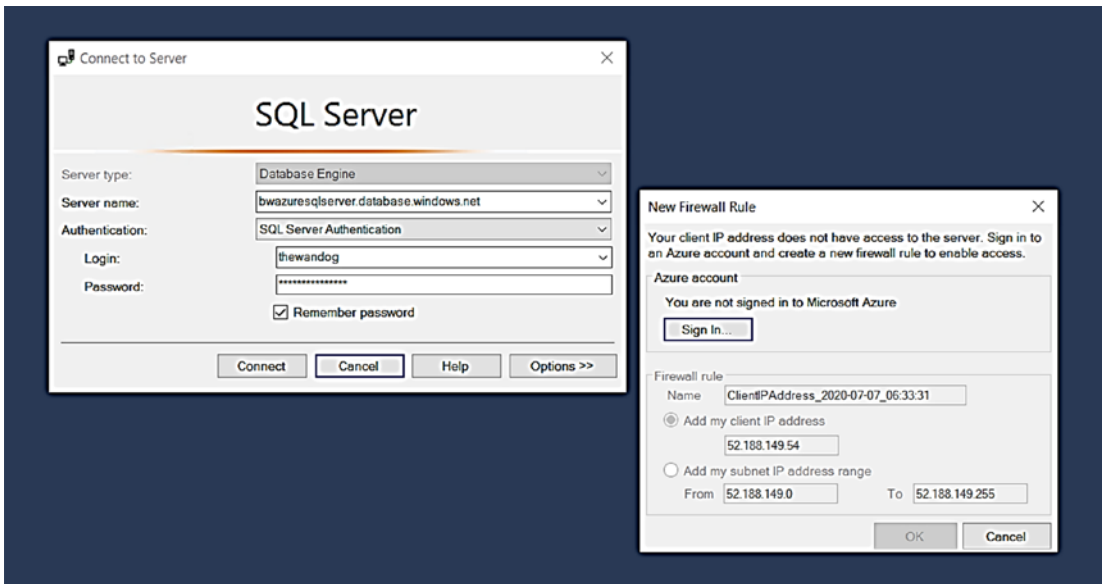 Connect to Server
SQL Server
Server type:
Database Engine
Server name:
bwazuresqlserver.database.windows.net
Authentication:
SQL Server Authentication
Login:
thewandog
Password:
***************
Remember password
Connect
Cancel
Help
Options >>
New Firewall Rule
Your client IP address does not have access to the server. Sign in to
an Azure account and create a new firewall rule to enable access.
Azure account
You are not signed in to Microsoft Azure
Sign In...
Firewall rule
Name
ClientIPAddress_2020-07-07_06:33:31
Add my client IP address
52.188.149.54
Add my subnet IP address range
From
52.188.149.0
To
52.188.149.255
OK
Cancel